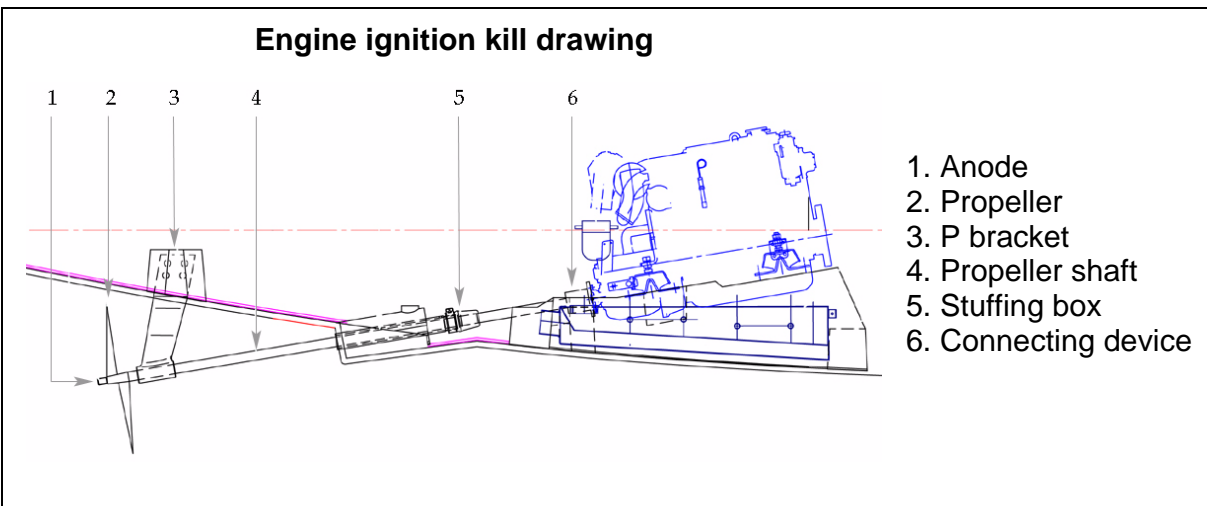 Engine ignition kill drawing
1 2 3 4 5 6
1. Anode
2. Propeller
3. P bracket
4. Propeller shaft
5. Stuffing box
6. Connecting device